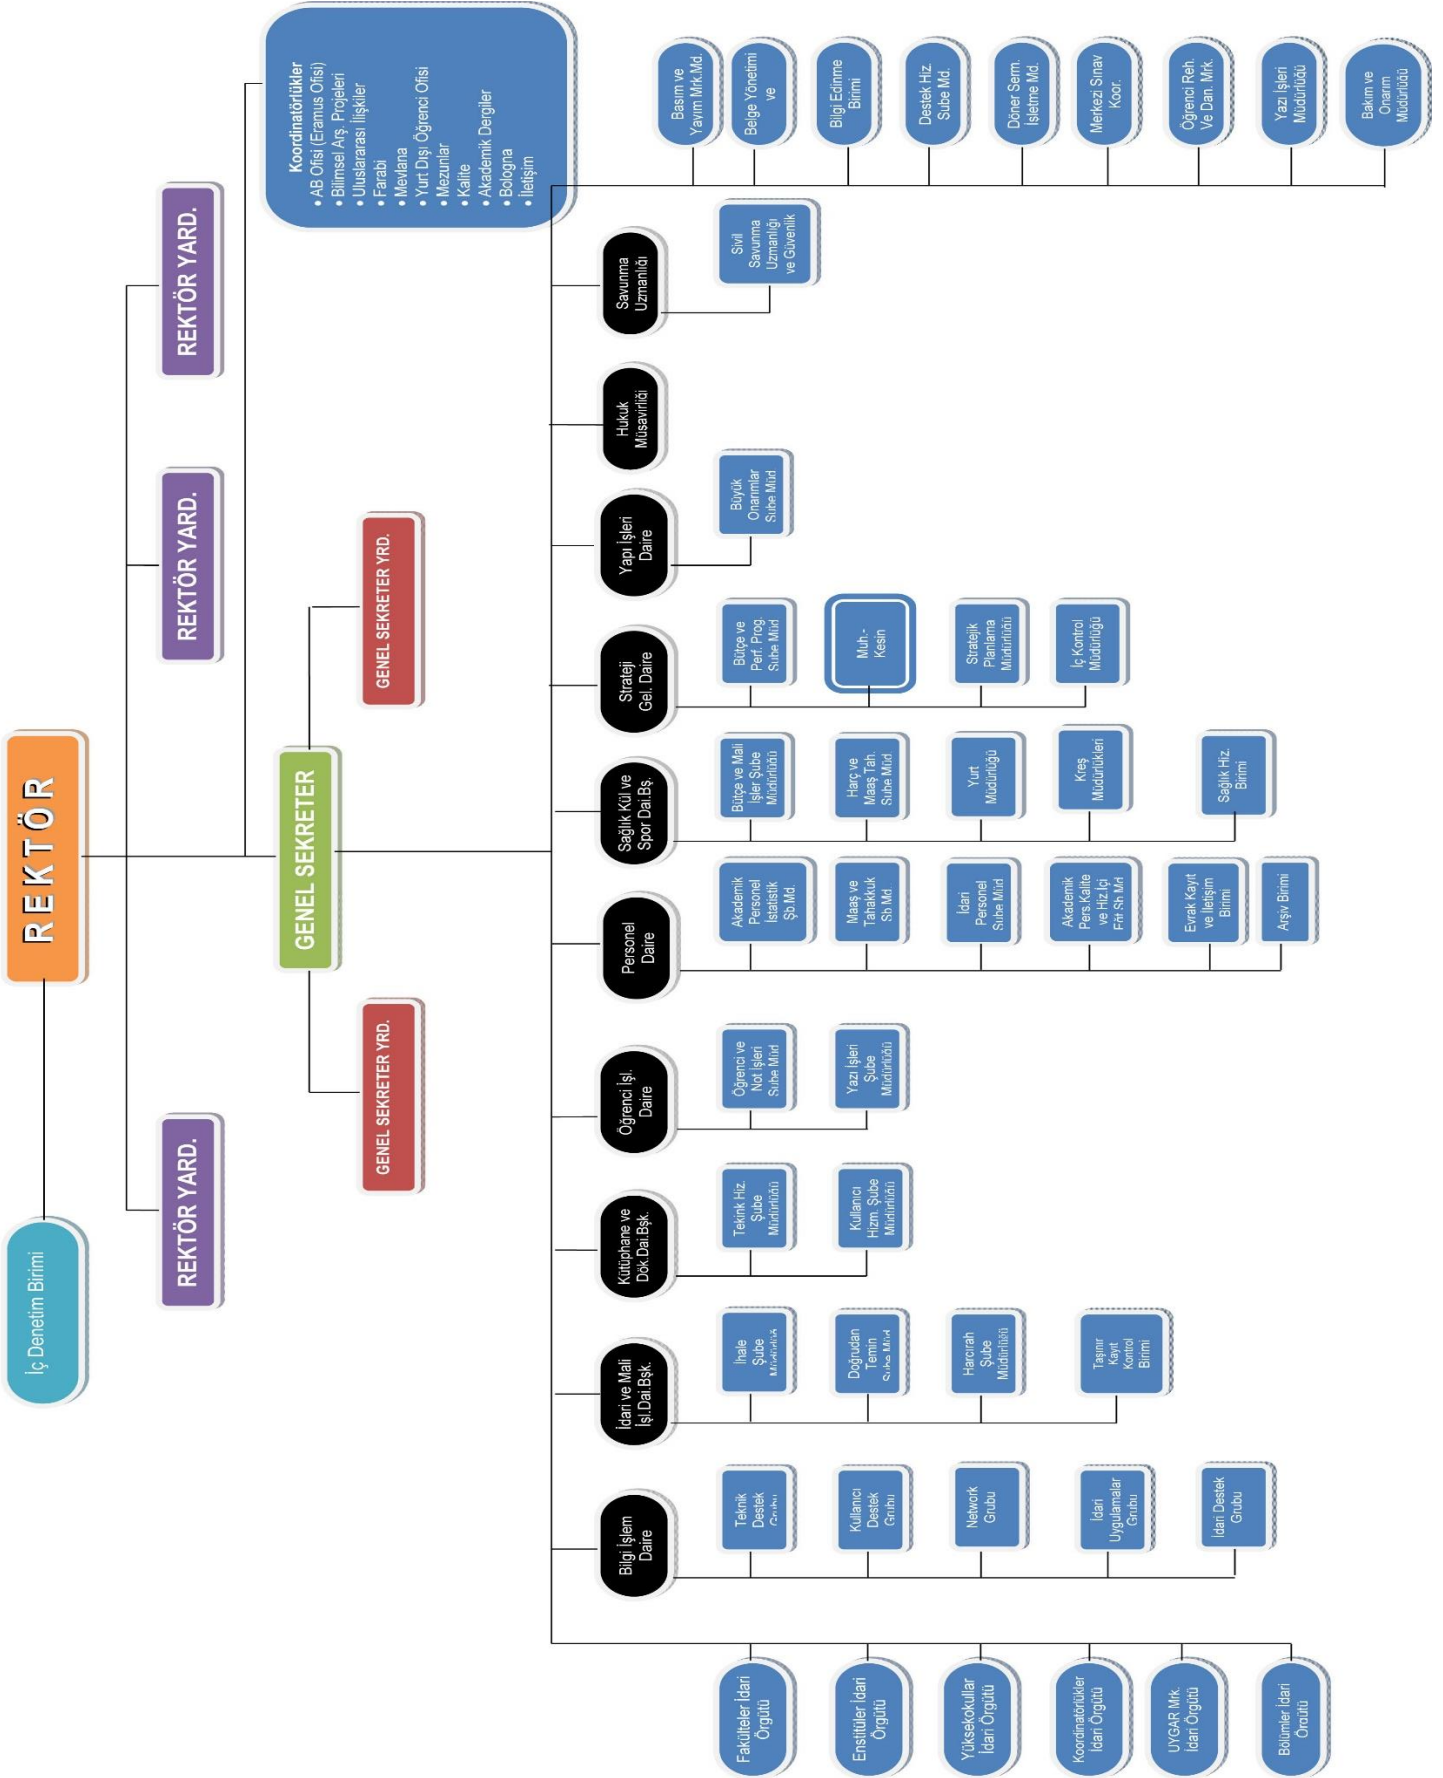 REKTÖR
İç Denetim Birimi
REKTÖR YARD.
REKTÖR YARD.
REKTÖR YARD.
GENEL SEKRETER
GENEL SEKRETER YRD.
GENEL SEKRETER YRD.
Koordinatörlükler
• AB Ofisi (Eramus Ofisi)
• Bilimsel Arş. Projeleri
• Uluslararası İlişkiler
• Farabi
• Mevlana
• Yurt Dışı Öğrenci Ofisi
• Mezunlar
• Kalite
• Akademik Dergiler
• Bologna
• İletişim
Fakülteler İdari
Örgütü
Enstitüler İdari
Örgütü
Yüksekokullar
İdari Örgütü
Koordinatörlükler
İdari Örgütü
UYGAR Mrk.
İdari Örgütü
Bölümler İdari
Örgütü
Bilgi İşlem
Daire
Teknik
Destek
Grubu
Kullanıcı
Destek
Grubu
Network
Grubu
İdari
Uygulamalar
Grubu
İdari Destek
Grubu
İdari ve Mali
İşl.Dai.Bşk.
İhale
Şube
Müdürlüğü
Doğrudan
Temin
Şube Müd
Harcırah
Şube
Müdürlüğü
Taşınır
Kayıt
Kontrol
Birimi
Kütüphane ve
Dök.Dai.Bşk.
Tekink Hiz.
Şube
Müdürlüğü
Kullanıcı
Hizm. Şube
Müdürlüğü
Öğrenci İşl.
Daire
Öğrenci ve
Not İşleri
Şube Müd
Yazı İşleri
Şube
Müdürlüğü
Personel
Daire
Akademik
Personel
İstatistik
Şb Md.
Maaş ve
Tahakkuk
Şb Md.
İdari
Personel
Şube Müd
Akademik
Pers.Kalite
ve Hiz.İçi
Eğt Şb Md
Evrak Kayıt
ve İletişim
Birimi
Arşiv Birimi
Sağlık Kül ve
Spor Dai.Bş.
Bütçe ve Mali
İşler Şube
Müdürlüğü
Harç ve
Maaş Tah.
Şube Müd.
Yurt
Müdürlüğü
Kreş
Müdürlükleri
Sağlık Hiz.
Birimi
Strateji
Gel. Daire
Bütçe ve
Perf. Prog.
Şube Müd
Muh.-
Kesin
Stratejik
Planlama
Müdürlüğü
İç Kontrol
Müdürlüğü
Yapı İşleri
Daire
Büyük
Onarımlar
Şube Müd
Hukuk
Müşavirliği
Savunma
Uzmanlığı
Sivil
Savunma
Uzmanlığı
ve Güvenlik
Basım ve
Yayım Mrk.Md.
Belge Yönetimi
ve
Bilgi Edinme
Birimi
Destek Hiz.
Şube Md.
Döner Serm.
İşletme Md.
Merkezi Sınav
Koor.
Öğrenci Reh.
Ve Dan. Mrk.
Yazı İşleri
Müdürlüğü
Bakım ve
Onarım
Müdürlüğü